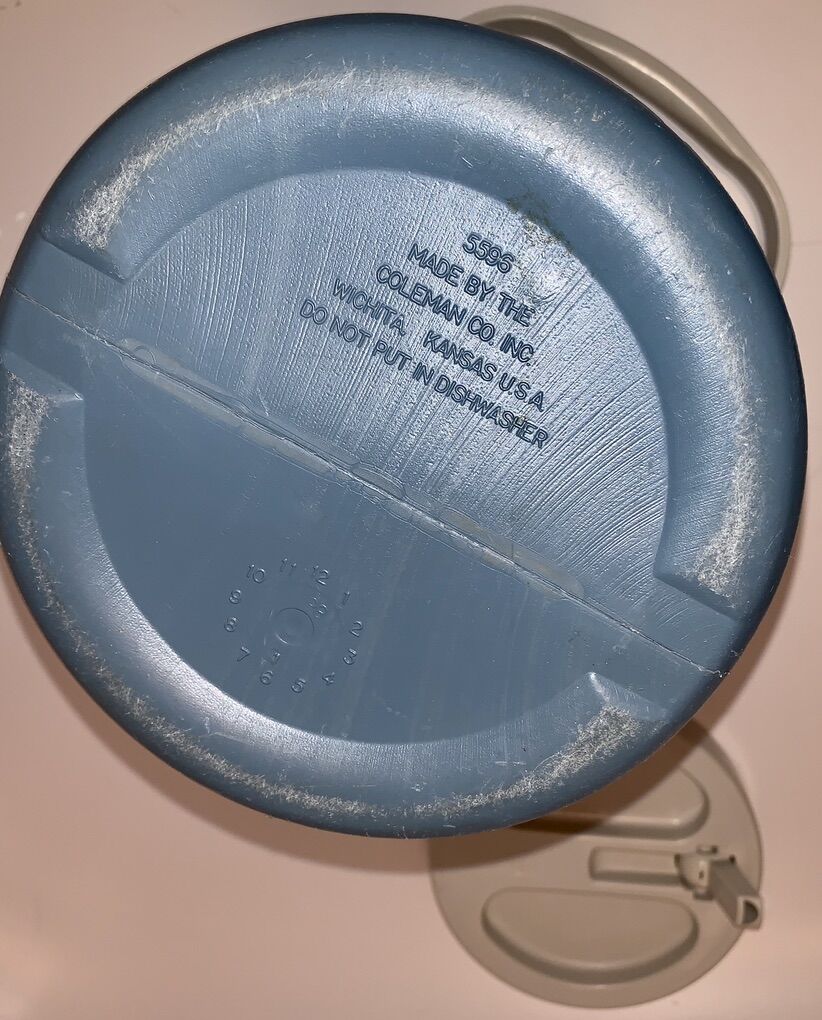 5596
MADE BY THE
COLEMAN CO. INC.
WICHITA, KANSAS U.S.A.
DO NOT PUT IN DISHWASHER
11 12
10 1
9 2
8 3
7 4
6 5